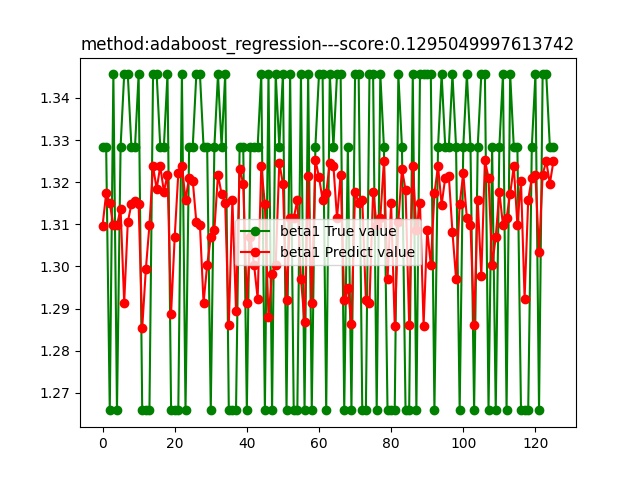 method:adaboost_regression---score:0.1295049997613742
1.34
1.33
1.32
1.31
1.30
1.29
1.28
1.27
beta1 True value
beta1 Predict value
0 20 40 60 80 100 120